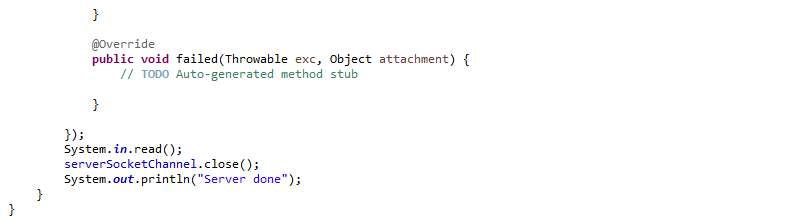 }
@Override
public void failed(Throwable exc, Object attachment) {
// TODO Auto-generated method stub
}
});
System.in.read();
serverSocketChannel.close();
System.out.println("Server done");
}
}